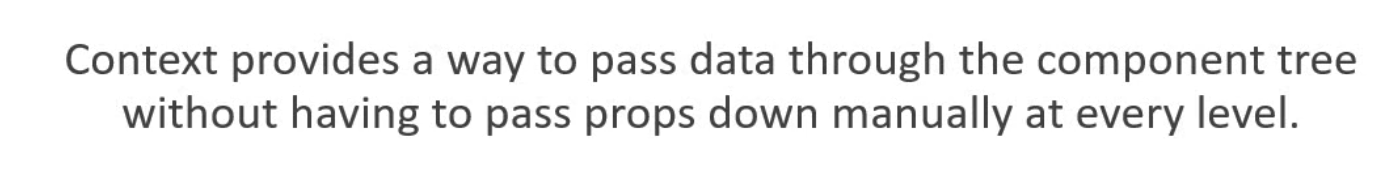 Context provides a way to pass data through the component tree
without having to pass props down manually at every level.